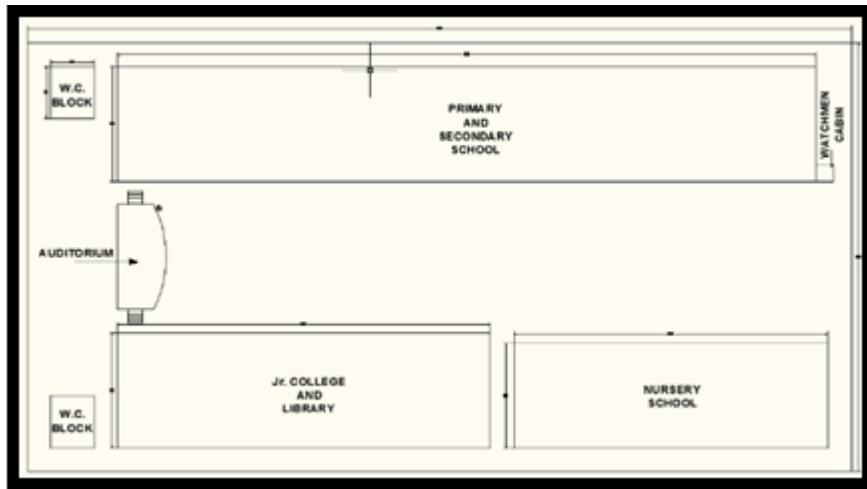 W.C.
BLOCK
PRIMARY
AND
SECONDARY
SCHOOL
WATCHMEN
CABIN
AUDITORIUM
Jr. COLLEGE
AND
LIBRARY
NURSERY
SCHOOL
W.C.
BLOCK